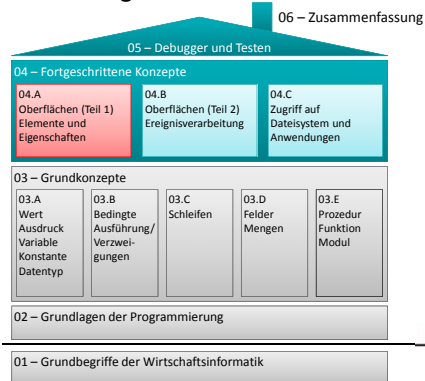 06 – Zusammenfassung
05 – Debugger und Testen
04 – Fortgeschrittene Konzepte
04.A
Oberflächen (Teil 1)
Elemente und
Eigenschaften
04.B
Oberflächen (Teil 2)
Ereignisverarbeitung
04.C
Zugriff auf
Dateisystem und
Anwendungen
03 – Grundkonzepte
03.A
Wert
Ausdruck
Variable
Konstante
Datentyp
03.B
Bedingte
Ausführung/
Verzwei-
gungen
03.C
Schleifen
03.D
Felder
Mengen
03.E
Prozedur
Funktion
Modul
02 – Grundlagen der Programmierung
01 – Grundbegriffe der Wirtschaftsinformatik